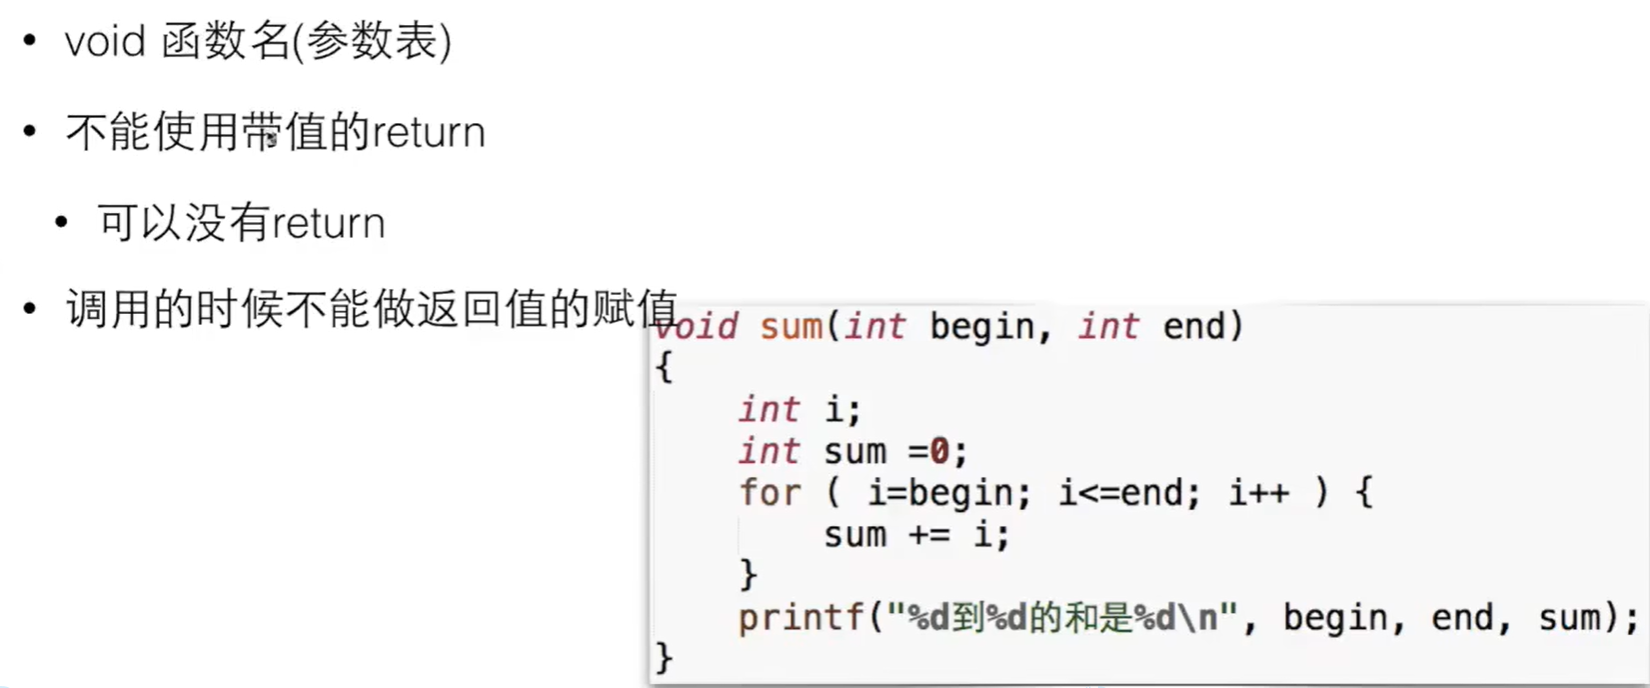 • void 函数名(参数表)
• 不能使用带值的return
• 可以没有return
• 调用的时候不能做返回值的赋值
void sum(int begin, int end)
{
    int i;
    int sum =0;
    for ( i=begin; i<=end; i++ ) {
        sum += i;
    }
    printf("%d到%d的和是%d\n", begin, end, sum);
}